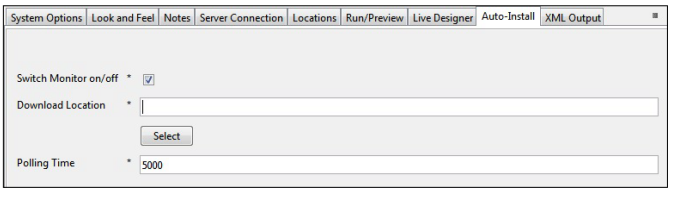 System Options Look and Feel Notes Server Connection Locations Run/Preview Live Designer Auto-Install XML Output
Switch Monitor on/off *
Download Location *
Select
Polling Time * 5000